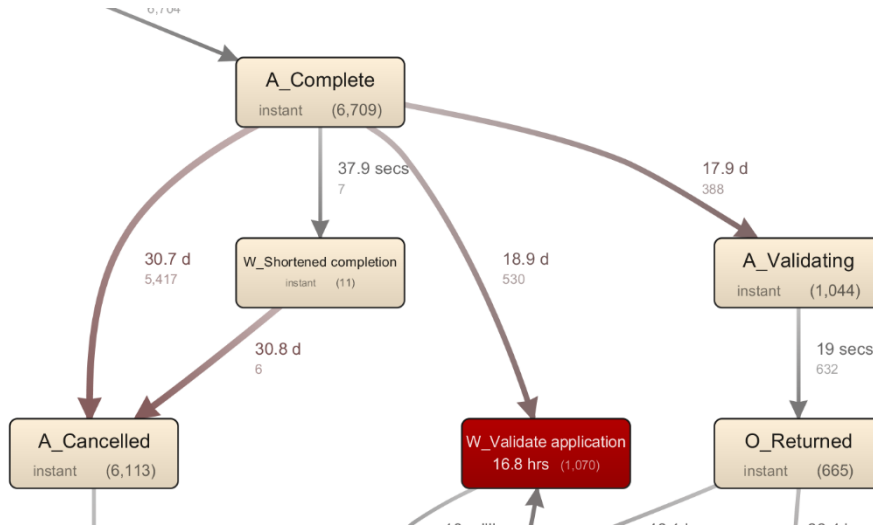 A_Complete
instant (6,709)
37.9 secs
7
17.9 d
388
30.7 d
5,417
W_Shortened completion
instant (11)
18.9 d
530
A_Validating
instant (1,044)
30.8 d
6
19 secs
632
A_Cancelled
instant (6,113)
W_Validate application
16.8 hrs (1,070)
O_Returned
instant (665)